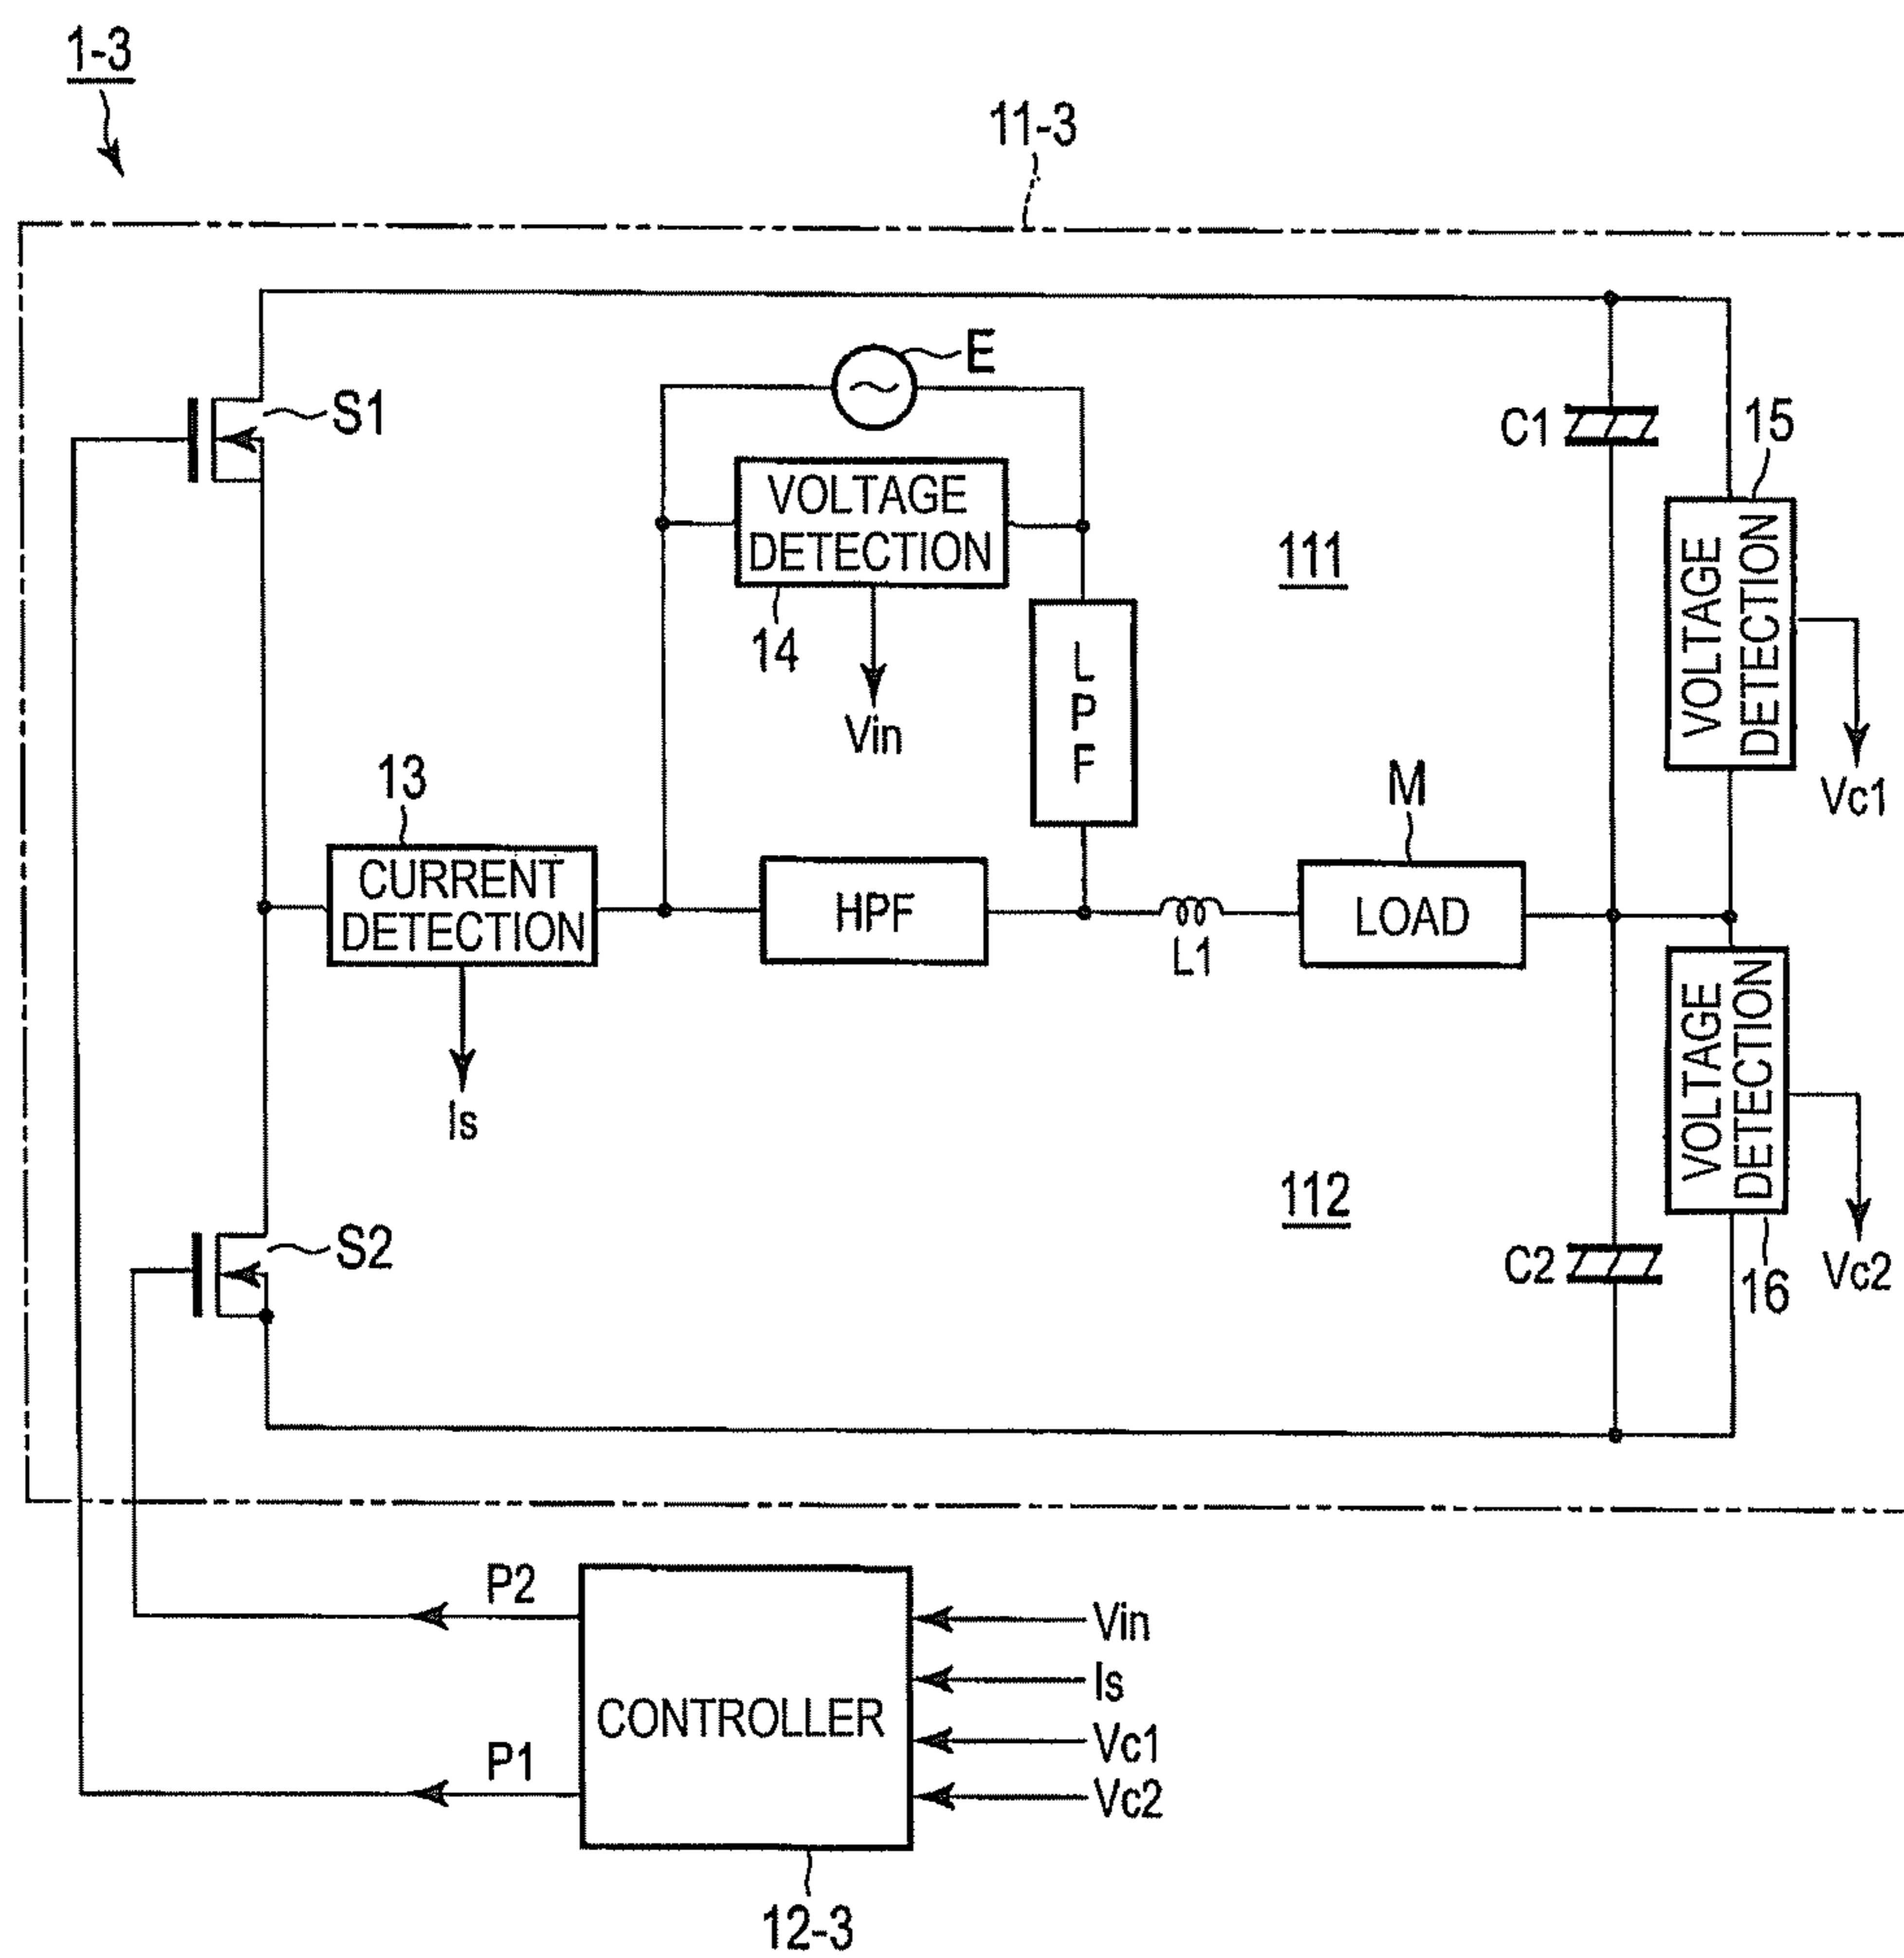 1-3
11-3
E
S1
C1
15
VOLTAGE
DETECTION
111
VOLTAGE
DETECTION
14
LPF
Vin
Vc1
13
M
CURRENT
DETECTION
HPF
L1
LOAD
VOLTAGE
DETECTION
Is
112
S2
C2
16
Vc2
P2
Vin
Is
CONTROLLER
Vc1
P1
Vc2
12-3